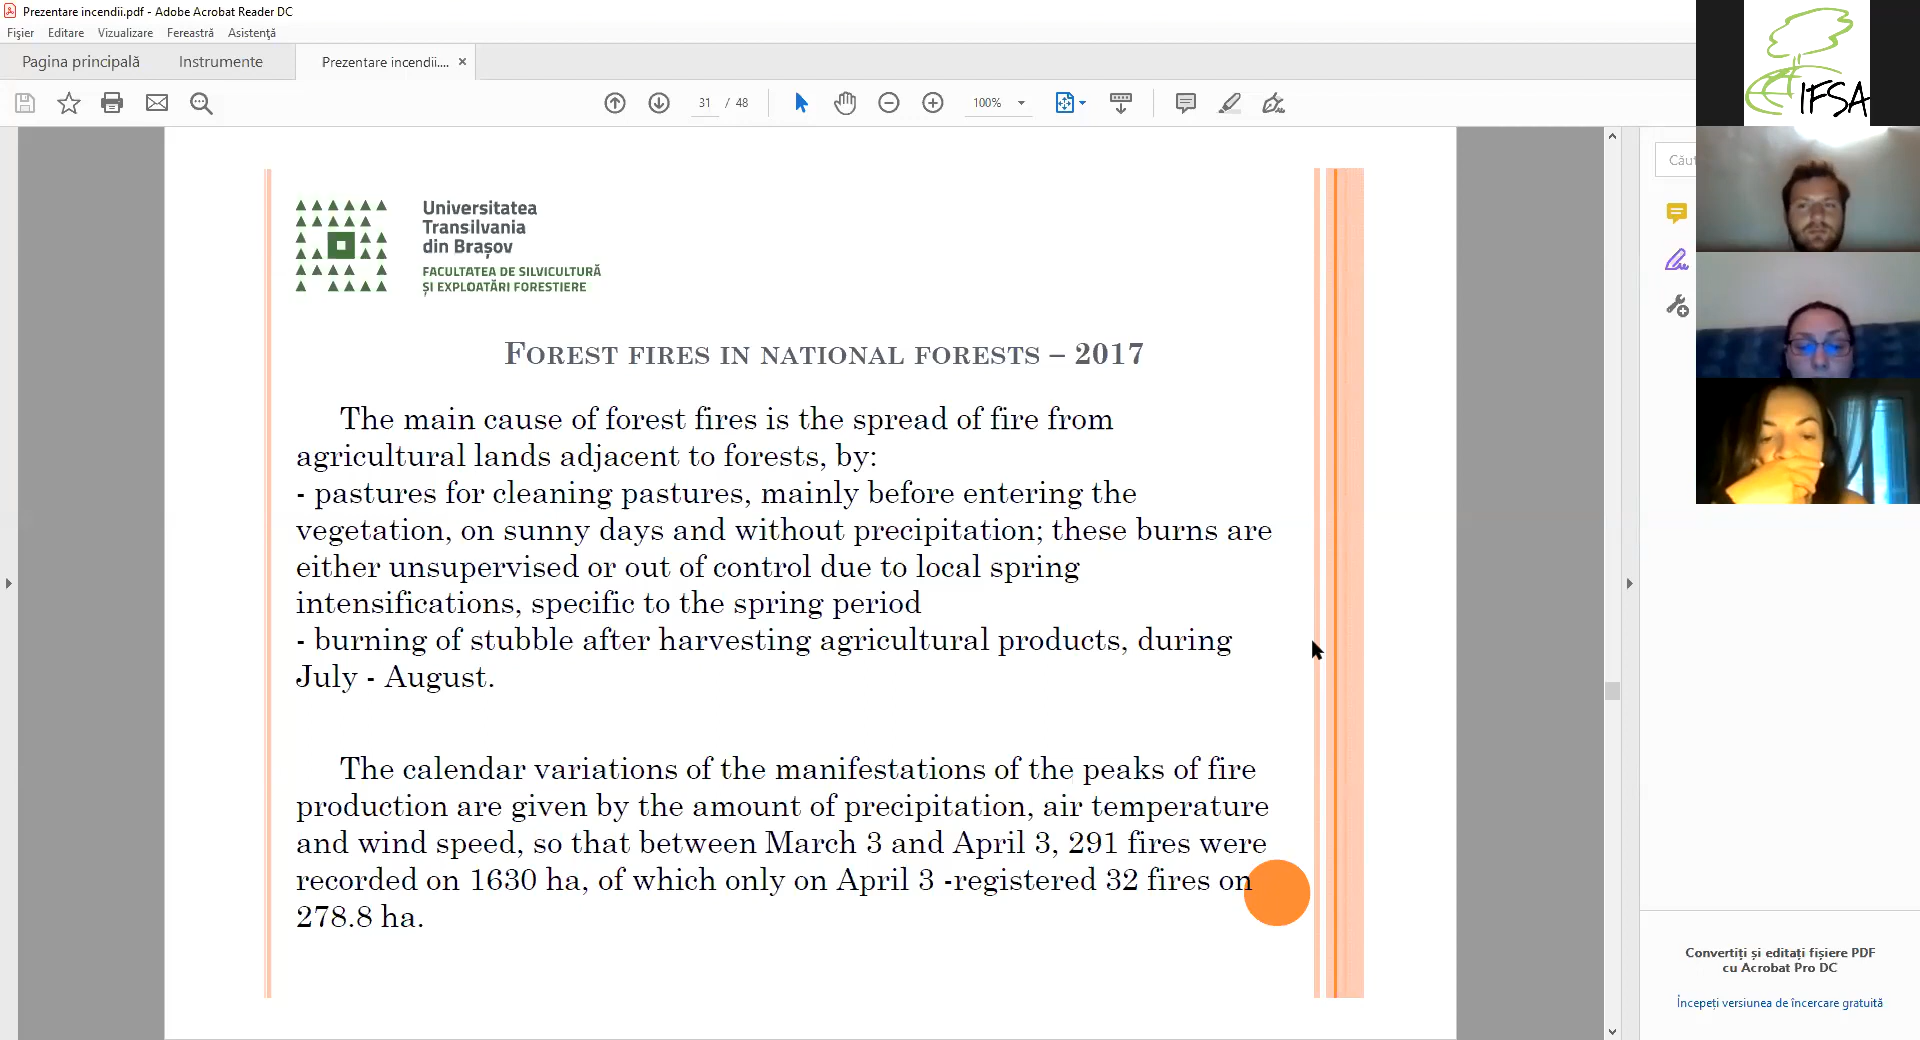 Prezentare incendii.pdf - Adobe Acrobat Reader DC
Fişier Editare Vizualizare Fereastră Asistenţă
Pagina principală Instrumente Prezentare incendii.... ×
31 / 48 100%
IFSA
Universitatea
Transilvania
din Brașov
FACULTATEA DE SILVICULTURĂ
ȘI EXPLOATĂRI FORESTIERE
FOREST FIRES IN NATIONAL FORESTS – 2017
The main cause of forest fires is the spread of fire from
agricultural lands adjacent to forests, by:
- pastures for cleaning pastures, mainly before entering the
vegetation, on sunny days and without precipitation; these burns are
either unsupervised or out of control due to local spring
intensifications, specific to the spring period
- burning of stubble after harvesting agricultural products, during
July - August.
The calendar variations of the manifestations of the peaks of fire
production are given by the amount of precipitation, air temperature
and wind speed, so that between March 3 and April 3, 291 fires were
recorded on 1630 ha, of which only on April 3 -registered 32 fires on
278.8 ha.
Convertiți și editați fișiere PDF
cu Acrobat Pro DC
Începeți versiunea de încercare gratuită